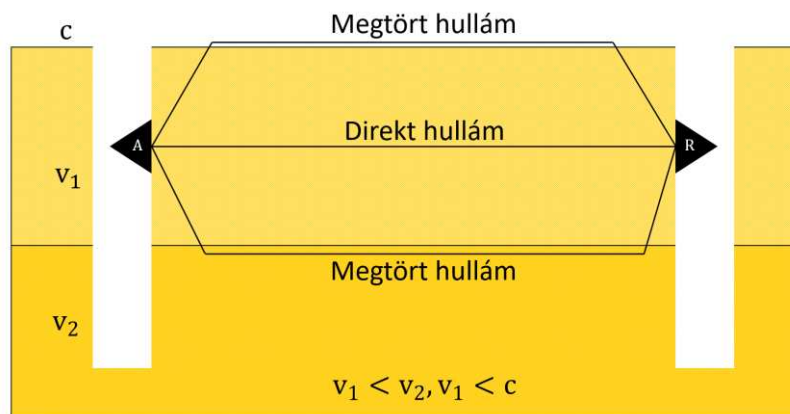 c
Megtört hullám
A
Direkt hullám
R
v₁
Megtört hullám
v₂
v₁ < v₂, v₁ < c